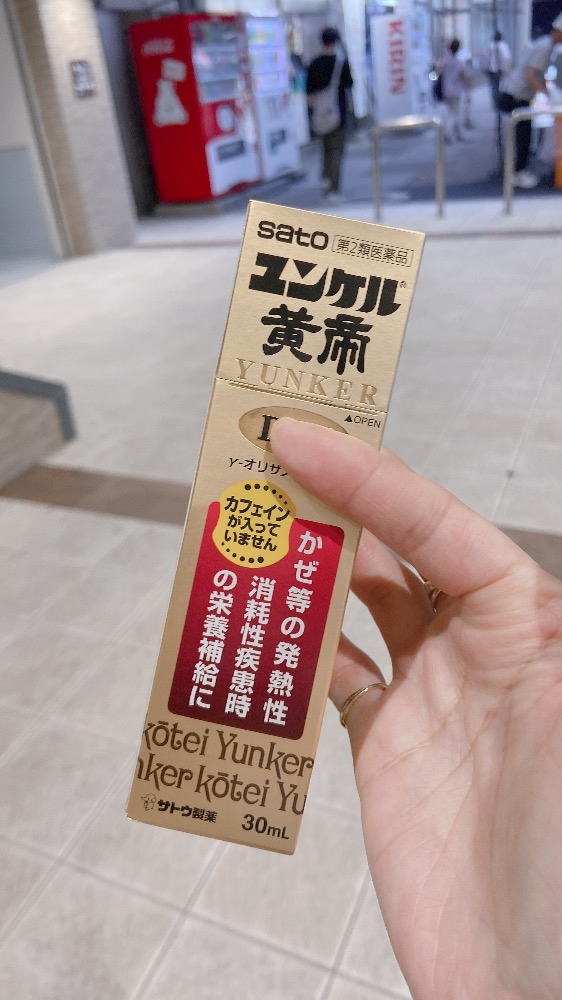 KIRIN
sato 第2類医薬品
ユンケル®
黄帝
YUNKER
▲OPEN
γ-オリザ
カフェイン
が入って
いません
かぜ等の発熱性
消耗性疾患時
の栄養補給に
kōtei Yunker
nker kōtei Yu
サトウ製薬 30mL